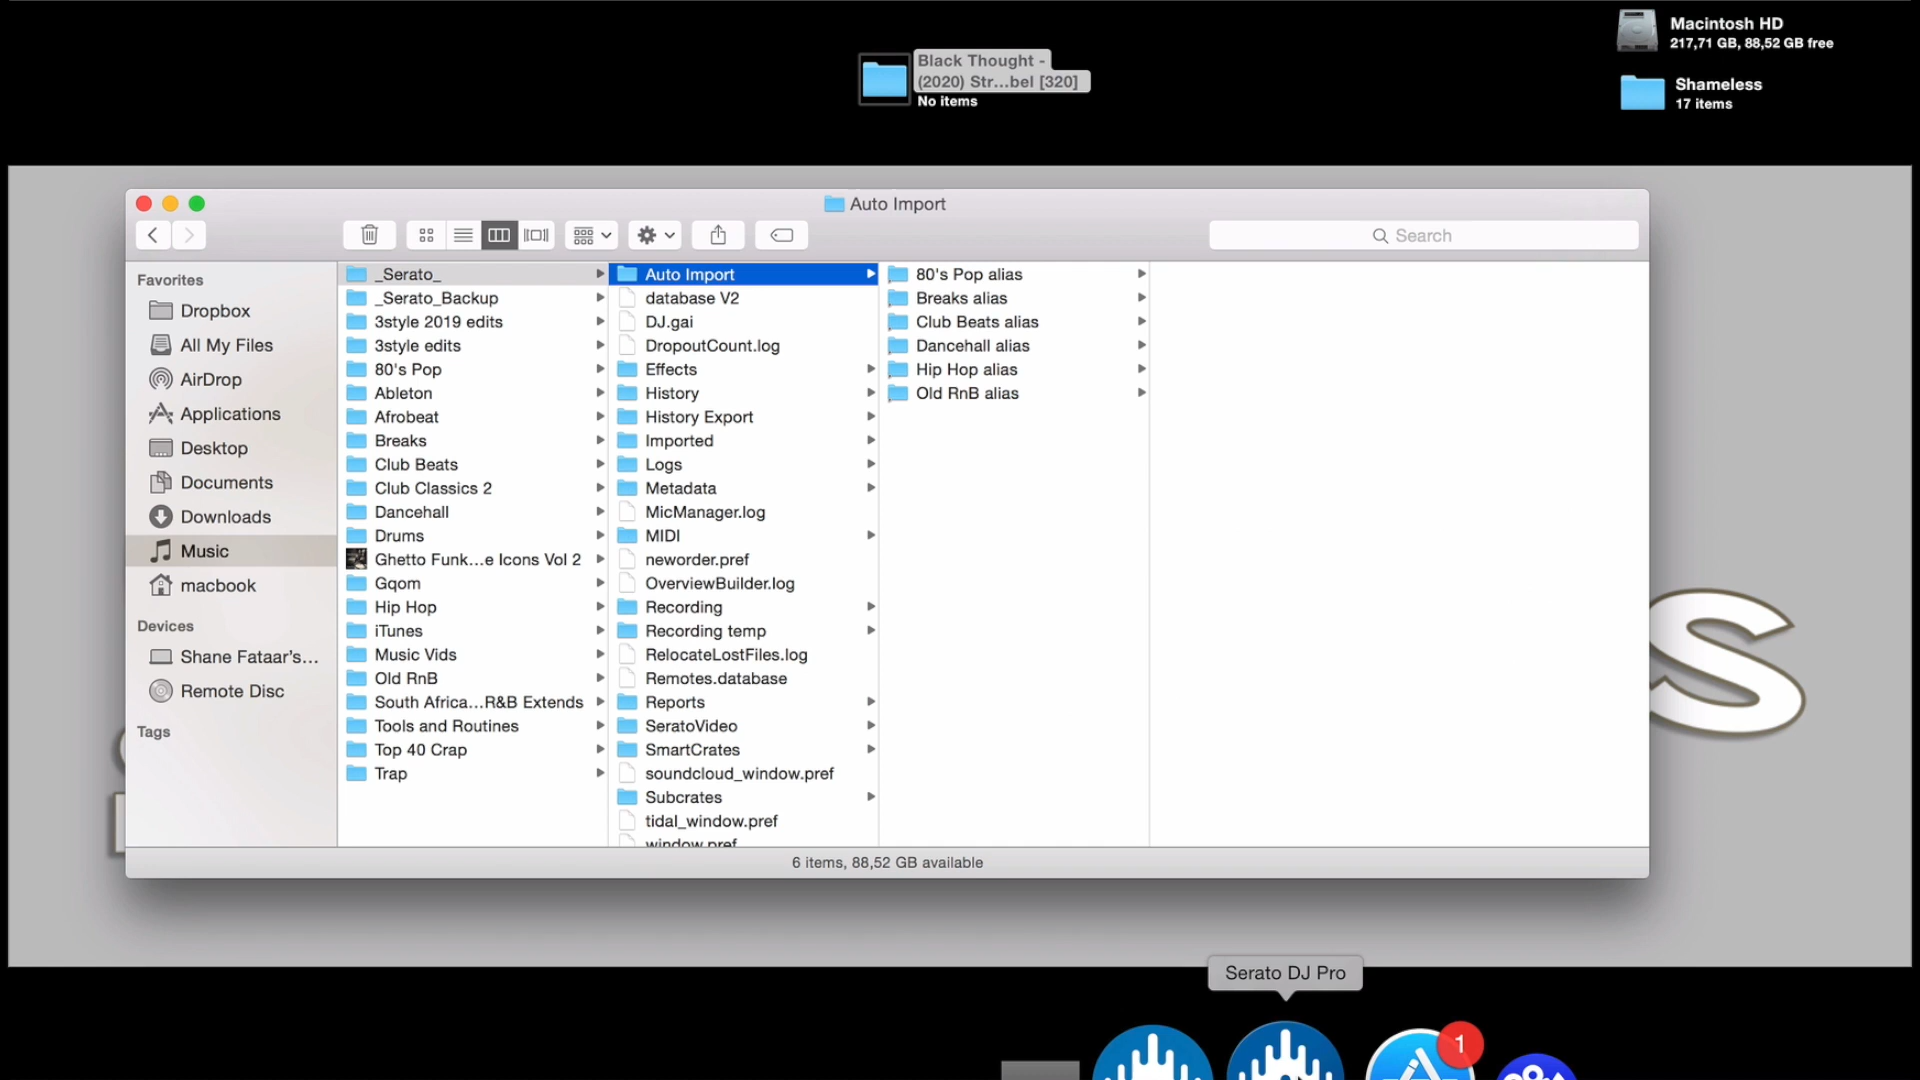 Macintosh HD
217,71 GB, 88,52 GB free
Black Thought -
(2020) Str...bel [320]
No items
Shameless
17 items
Auto Import
Search
Favorites
Dropbox
All My Files
AirDrop
Applications
Desktop
Documents
Downloads
Music
macbook
Devices
Shane Fataar's...
Remote Disc
Tags
_Serato_
_Serato_Backup
3style 2019 edits
3style edits
80's Pop
Ableton
Afrobeat
Breaks
Club Beats
Club Classics 2
Dancehall
Drums
Ghetto Funk...e Icons Vol 2
Gqom
Hip Hop
iTunes
Music Vids
Old RnB
South Africa...R&B Extends
Tools and Routines
Top 40 Crap
Trap
Auto Import
database V2
DJ.gai
DropoutCount.log
Effects
History
History Export
Imported
Logs
Metadata
MicManager.log
MIDI
neworder.pref
OverviewBuilder.log
Recording
Recording temp
RelocateLostFiles.log
Remotes.database
Reports
SeratoVideo
SmartCrates
soundcloud_window.pref
Subcrates
tidal_window.pref
window.pref
80's Pop alias
Breaks alias
Club Beats alias
Dancehall alias
Hip Hop alias
Old RnB alias
6 items, 88,52 GB available
S
Serato DJ Pro
1